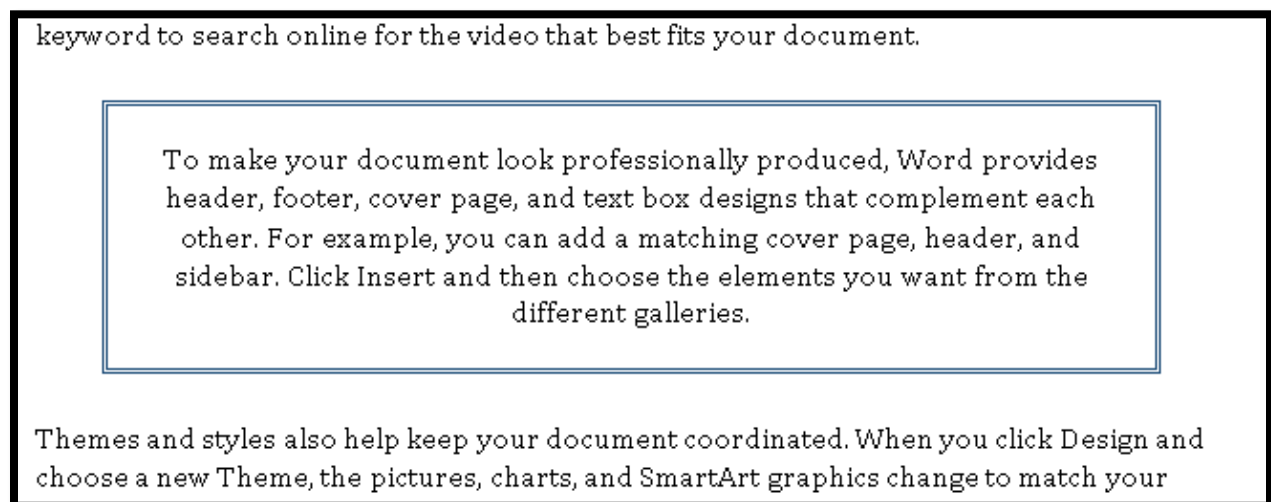 keyword to search online for the video that best fits your document.
To make your document look professionally produced, Word provides
header, footer, cover page, and text box designs that complement each
other. For example, you can add a matching cover page, header, and
sidebar. Click Insert and then choose the elements you want from the
different galleries.
Themes and styles also help keep your document coordinated. When you click Design and
choose a new Theme, the pictures, charts, and SmartArt graphics change to match your